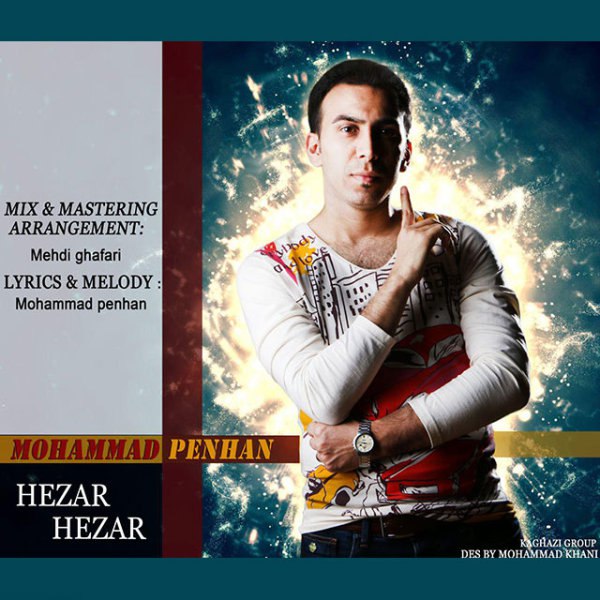 MIX & MASTERING
ARRANGEMENT:
Mehdi ghafari
LYRICS & MELODY :
Mohammad penhan
MOHAMMAD PENHAN
HEZAR
HEZAR
KAGHAZI GROUP
DES BY MOHAMMAD KHANI